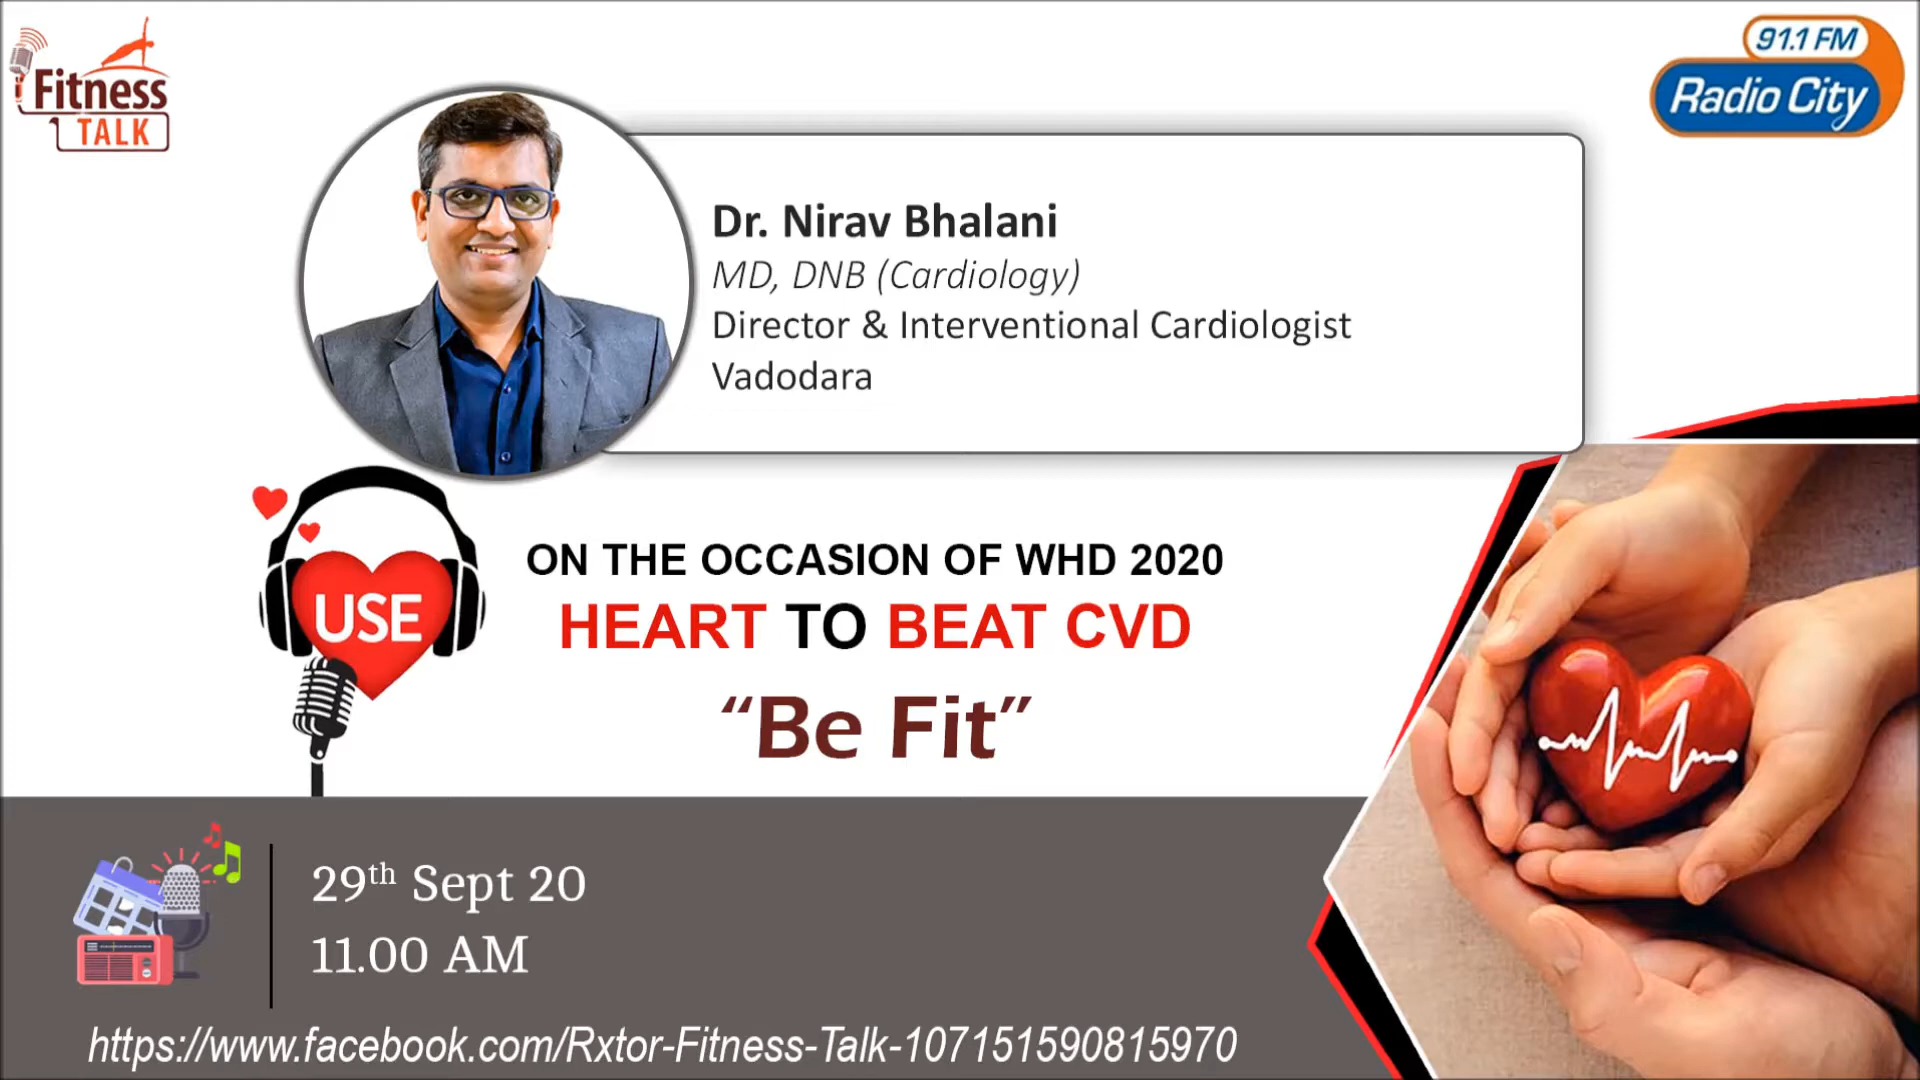 Fitness
TALK
91.1 FM
Radio City
Dr. Nirav Bhalani
MD, DNB (Cardiology)
Director & Interventional Cardiologist
Vadodara
USE
ON THE OCCASION OF WHD 2020
HEART TO BEAT CVD
“Be Fit”
29th Sept 20
11.00 AM
https://www.facebook.com/Rxtor-Fitness-Talk-107151590815970